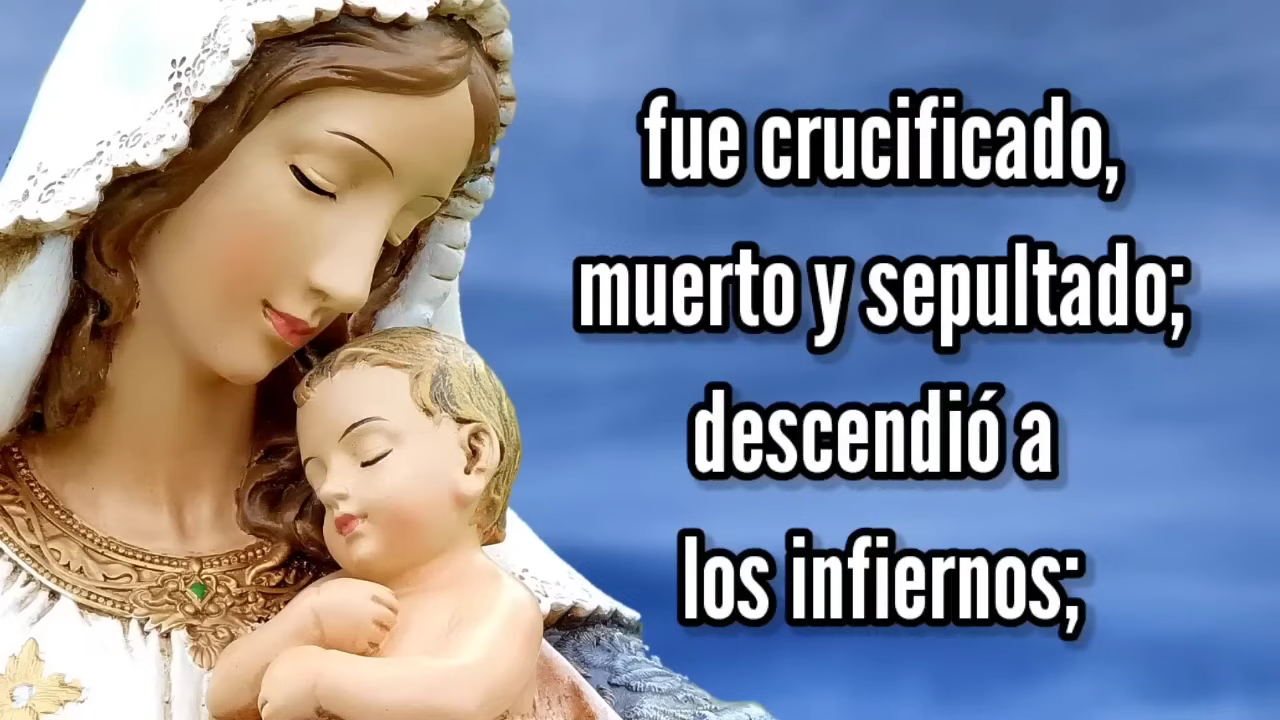 fue crucificado,
muerto y sepultado;
descendió a
los infiernos;